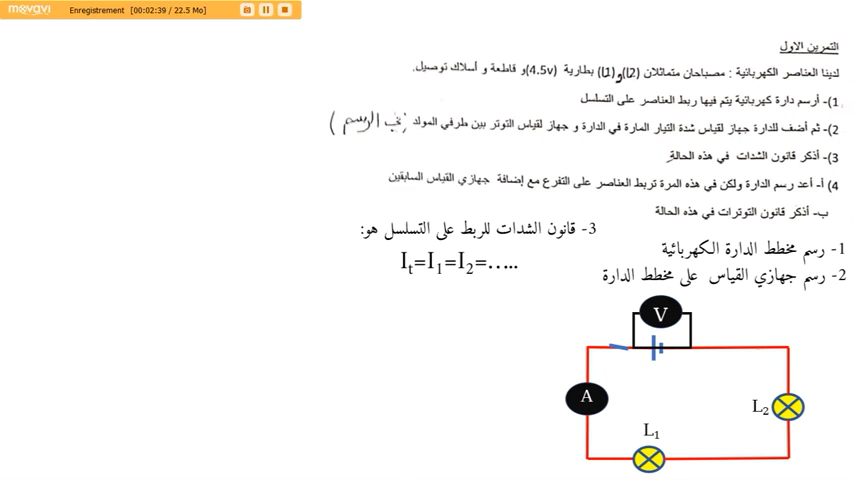 movavi
Enregistrement [00:02:39 / 22.5 Mo]
التمرين الاول
لدينا العناصر الكهربائية : مصباحان متماثلان (l2)و(l1) بطارية (4.5v)و قاطعة و أسلاك توصيل.
1)- أرسم دارة كهربائية يتم فيها ربط العناصر على التسلسل
2)- ثم أضف للدارة جهاز لقياس شدة التيار المارة في الدارة و جهاز لقياس التوتر بين طرفي المولد ( الرسم )
3)- أذكر قانون الشدات في هذه الحالة
4) أ- أعد رسم الدارة ولكن في هذه المرة تربط العناصر على التفرع مع إضافة جهازي القياس السابقين
ب- أذكر قانون التوترات في هذه الحالة
3- قانون الشدات للربط على التسلسل هو:
It=I1=I2=…..
1- رسم مخطط الدارة الكهربائية
2- رسم جهازي القياس على مخطط الدارة
V
A
L2
L1